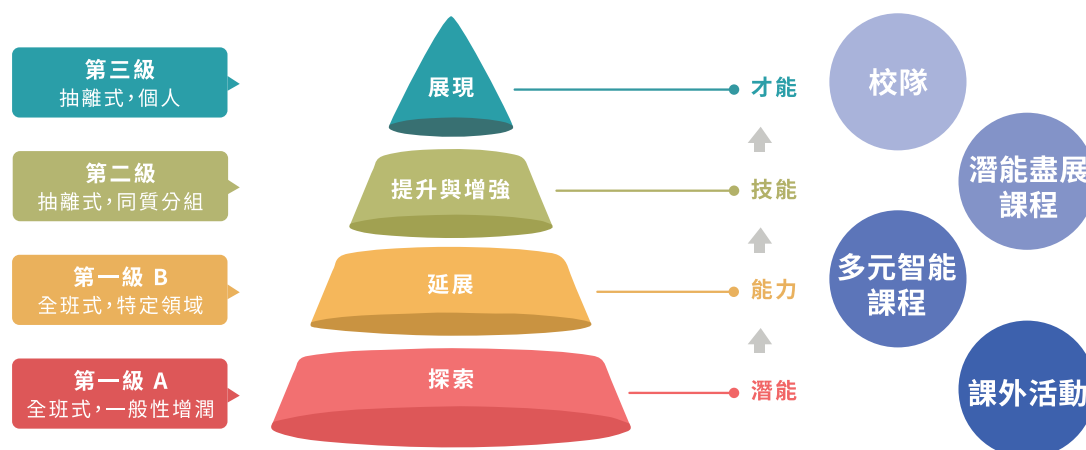 第三級
抽離式，個人
展現
才能
校隊
第二級
抽離式，同質分組
提升與增強
技能
潛能盡展
課程
第一級 B
全班式，特定領域
延展
能力
多元智能
課程
第一級 A
全班式，一般性增潤
探索
潛能
課外活動